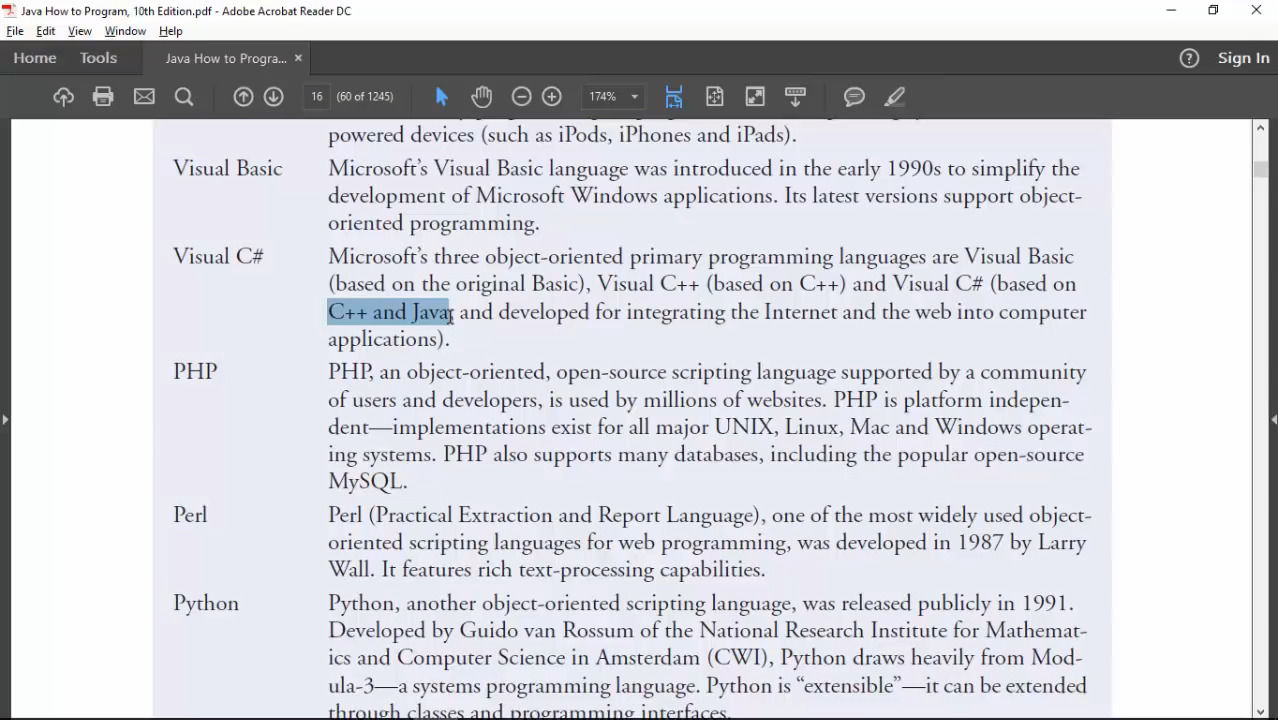 Java How to Program, 10th Edition.pdf - Adobe Acrobat Reader DC
File Edit View Window Help
Home Tools Java How to Progra... × Sign In
16 (60 of 1245) 174%
powered devices (such as iPods, iPhones and iPads).
Visual Basic Microsoft’s Visual Basic language was introduced in the early 1990s to simplify the
development of Microsoft Windows applications. Its latest versions support object-
oriented programming.
Visual C# Microsoft’s three object-oriented primary programming languages are Visual Basic
(based on the original Basic), Visual C++ (based on C++) and Visual C# (based on
C++ and Java, and developed for integrating the Internet and the web into computer
applications).
PHP PHP, an object-oriented, open-source scripting language supported by a community
of users and developers, is used by millions of websites. PHP is platform indepen-
dent—implementations exist for all major UNIX, Linux, Mac and Windows operat-
ing systems. PHP also supports many databases, including the popular open-source
MySQL.
Perl Perl (Practical Extraction and Report Language), one of the most widely used object-
oriented scripting languages for web programming, was developed in 1987 by Larry
Wall. It features rich text-processing capabilities.
Python Python, another object-oriented scripting language, was released publicly in 1991.
Developed by Guido van Rossum of the National Research Institute for Mathemat-
ics and Computer Science in Amsterdam (CWI), Python draws heavily from Mod-
ula-3—a systems programming language. Python is “extensible”—it can be extended
through classes and programming interfaces.